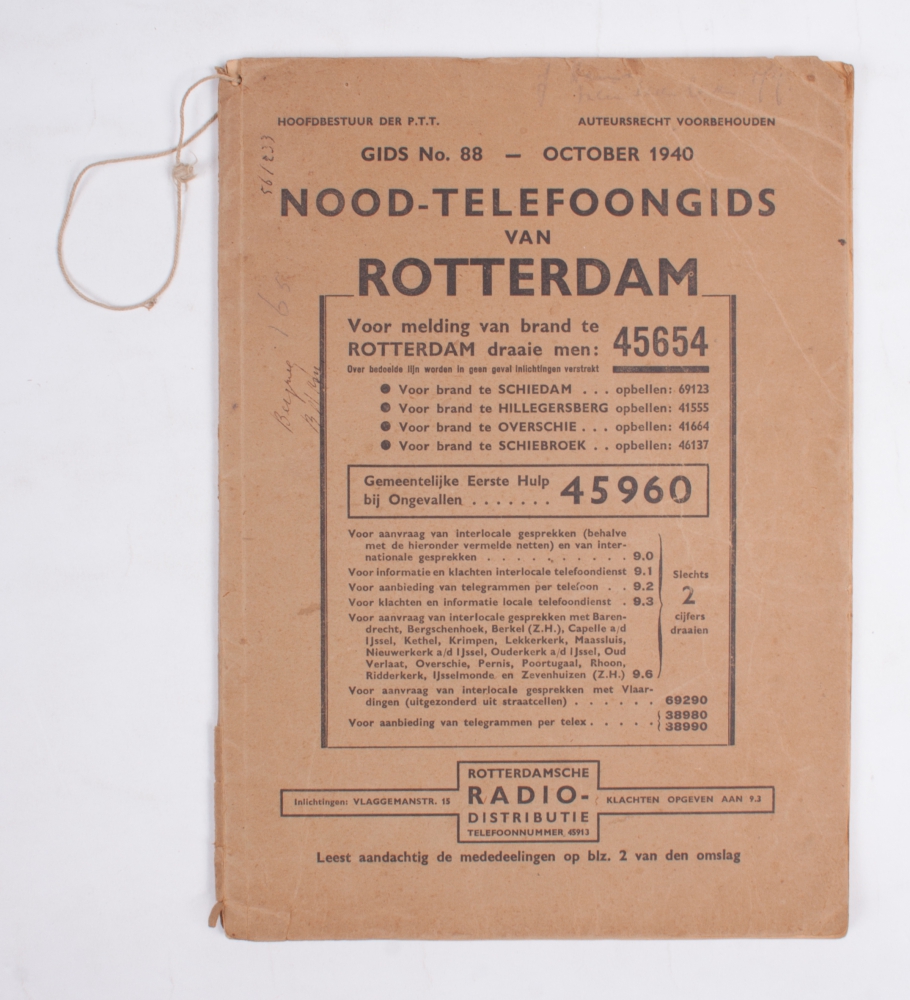 HOOFDBESTUUR DER P.T.T. AUTEURSRECHT VOORBEHOUDEN
GIDS No. 88 — OCTOBER 1940
NOOD-TELEFOONGIDS
VAN
ROTTERDAM
Voor melding van brand te
ROTTERDAM draaie men: 45654
Over bedoelde lijn worden in geen geval inlichtingen verstrekt
● Voor brand te SCHIEDAM . . . opbellen: 69123
● Voor brand te HILLEGERSBERG opbellen: 41555
● Voor brand te OVERSCHIE . . . opbellen: 41664
● Voor brand te SCHIEBROEK . . opbellen: 46137
Gemeentelijke Eerste Hulp
bij Ongevallen . . . . . . . 45960
Voor aanvraag van interlocale gesprekken (behalve
met de hieronder vermelde netten) en van inter-
nationale gesprekken . . . . . . . . . 9.0
Voor informatie en klachten interlocale telefoondienst 9.1
Voor aanbieding van telegrammen per telefoon . . 9.2
Voor klachten en informatie locale telefoondienst . 9.3
Voor aanvraag van interlocale gesprekken met Baren-
drecht, Bergschenhoek, Berkel (Z.H.), Capelle a/d
IJssel, Kethel, Krimpen, Lekkerkerk, Maassluis,
Nieuwerkerk a/d IJssel, Ouderkerk a/d IJssel, Oud
Verlaat, Overschie, Pernis, Poortugaal, Rhoon,
Ridderkerk, IJsselmonde en Zevenhuizen (Z.H.) 9.6
Slechts
2
cijfers
draaien
Voor aanvraag van interlocale gesprekken met Vlaar-
dingen (uitgezonderd uit straatcellen) . . . . . . 69290
Voor aanbieding van telegrammen per telex . . . . . 38980
38990
ROTTERDAMSCHE
Inlichtingen: VLAGGEMANSTR. 15 RADIO- KLACHTEN OPGEVEN AAN 9.3
DISTRIBUTIE
TELEFOONNUMMER 45913
Leest aandachtig de mededeelingen op blz. 2 van den omslag